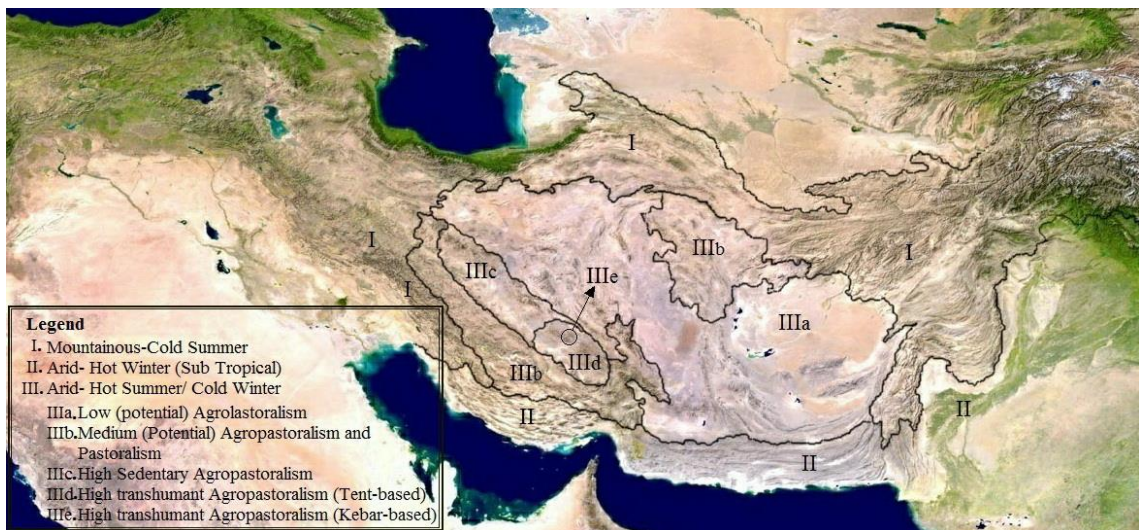 I
I
IIIb
IIIc
IIIe
I
I
IIIa
IIId
IIIb
II
II
II
Legend
I. Mountainous-Cold Summer
II. Arid- Hot Winter (Sub Tropical)
III. Arid- Hot Summer/ Cold Winter
IIIa. Low (potential) Agrolastoralism
IIIb. Medium (Potential) Agropastoralism and
Pastoralism
IIIc. High Sedentary Agropastoralism
IIId. High transhumant Agropastoralism (Tent-based)
IIIe. High transhumant Agropastoralism (Kebar-based)